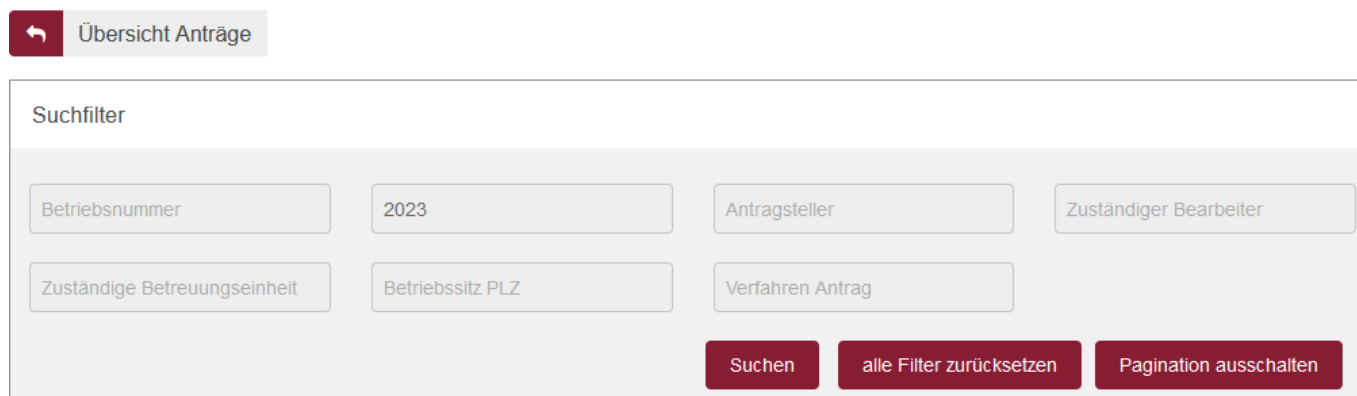 Übersicht Anträge
Suchfilter
Betriebsnummer 2023 Antragsteller Zuständiger Bearbeiter
Zuständige Betreuungseinheit Betriebssitz PLZ Verfahren Antrag
Suchen alle Filter zurücksetzen Pagination ausschalten